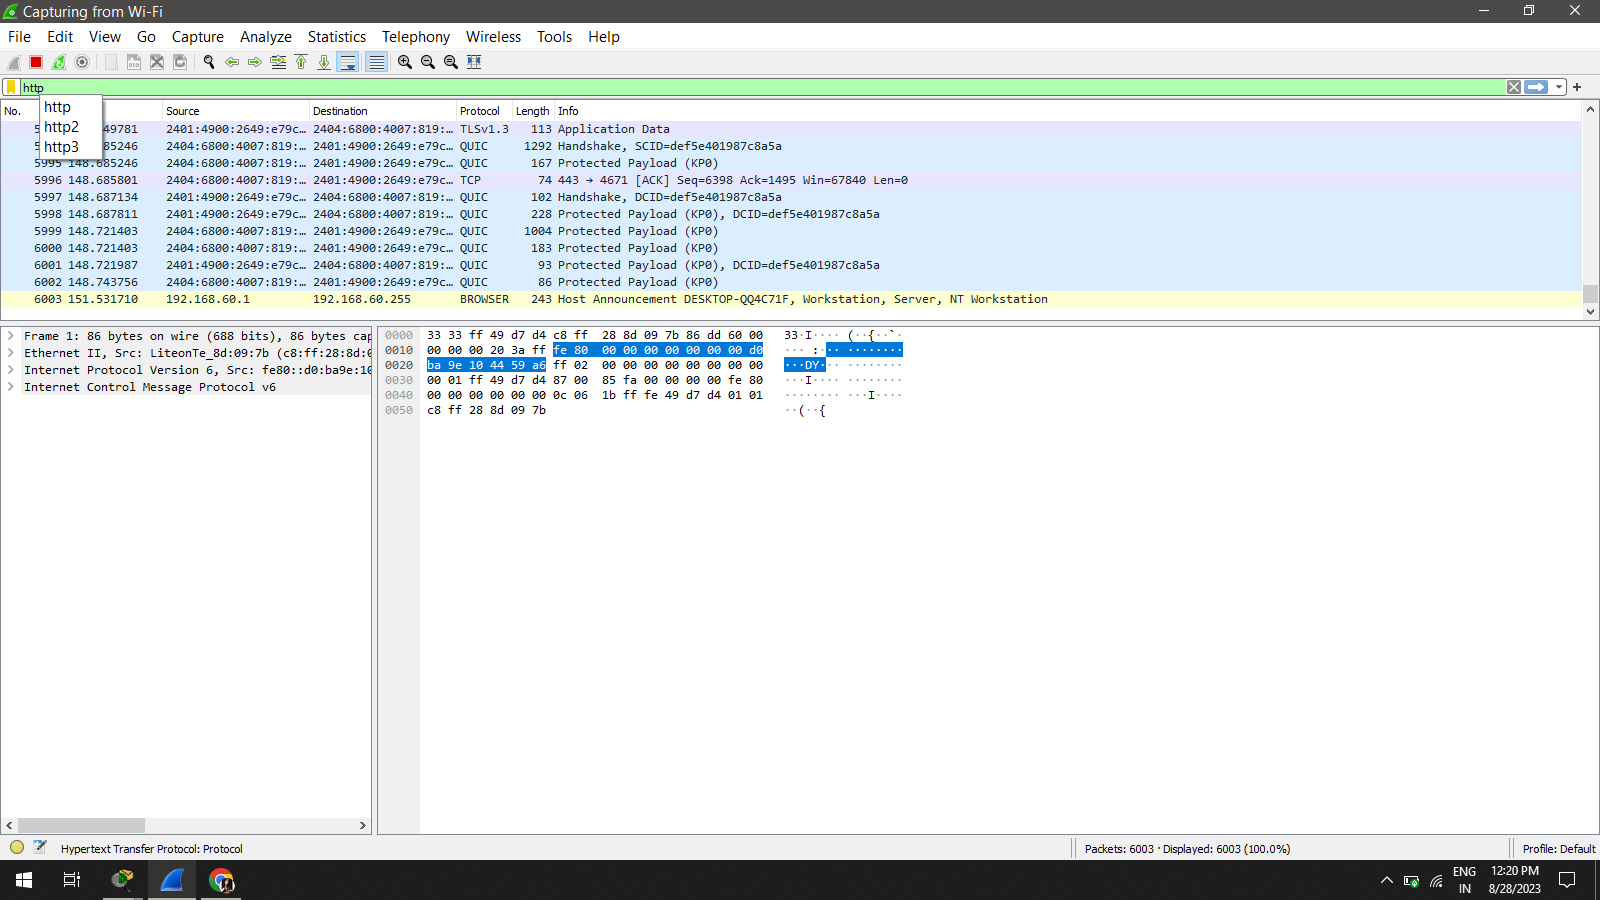 Capturing from Wi-Fi
File Edit View Go Capture Analyze Statistics Telephony Wireless Tools Help
http
http
http2
http3
No. Source Destination Protocol Length Info
49781 2401:4900:2649:e79c… 2404:6800:4007:819:… TLSv1.3 113 Application Data
85246 2404:6800:4007:819:… 2401:4900:2649:e79c… QUIC 1292 Handshake, SCID=def5e401987c8a5a
5995 148.685246 2404:6800:4007:819:… 2401:4900:2649:e79c… QUIC 167 Protected Payload (KP0)
5996 148.685801 2404:6800:4007:819:… 2401:4900:2649:e79c… TCP 74 443 → 4671 [ACK] Seq=6398 Ack=1495 Win=67840 Len=0
5997 148.687134 2401:4900:2649:e79c… 2404:6800:4007:819:… QUIC 102 Handshake, DCID=def5e401987c8a5a
5998 148.687811 2401:4900:2649:e79c… 2404:6800:4007:819:… QUIC 228 Protected Payload (KP0), DCID=def5e401987c8a5a
5999 148.721403 2404:6800:4007:819:… 2401:4900:2649:e79c… QUIC 1004 Protected Payload (KP0)
6000 148.721403 2404:6800:4007:819:… 2401:4900:2649:e79c… QUIC 183 Protected Payload (KP0)
6001 148.721987 2401:4900:2649:e79c… 2404:6800:4007:819:… QUIC 93 Protected Payload (KP0), DCID=def5e401987c8a5a
6002 148.743756 2404:6800:4007:819:… 2401:4900:2649:e79c… QUIC 86 Protected Payload (KP0)
6003 151.531710 192.168.60.1 192.168.60.255 BROWSER 243 Host Announcement DESKTOP-QQ4C71F, Workstation, Server, NT Workstation
Frame 1: 86 bytes on wire (688 bits), 86 bytes cap
Ethernet II, Src: LiteonTe_8d:09:7b (c8:ff:28:8d:0
Internet Protocol Version 6, Src: fe80::d0:ba9e:10
Internet Control Message Protocol v6
0000 33 33 ff 49 d7 d4 c8 ff 28 8d 09 7b 86 dd 60 00 33·I···· (··{··`·
0010 00 00 00 20 3a ff fe 80 00 00 00 00 00 00 00 d0 ··· :··· ········
0020 ba 9e 10 44 59 a6 ff 02 00 00 00 00 00 00 00 00 ···DY··· ········
0030 00 01 ff 49 d7 d4 87 00 85 fa 00 00 00 00 fe 80 ···I···· ········
0040 00 00 00 00 00 00 0c 06 1b ff fe 49 d7 d4 01 01 ········ ···I····
0050 c8 ff 28 8d 09 7b ··(··{
Hypertext Transfer Protocol: Protocol
Packets: 6003 · Displayed: 6003 (100.0%)
Profile: Default
ENG
IN
12:20 PM
8/28/2023